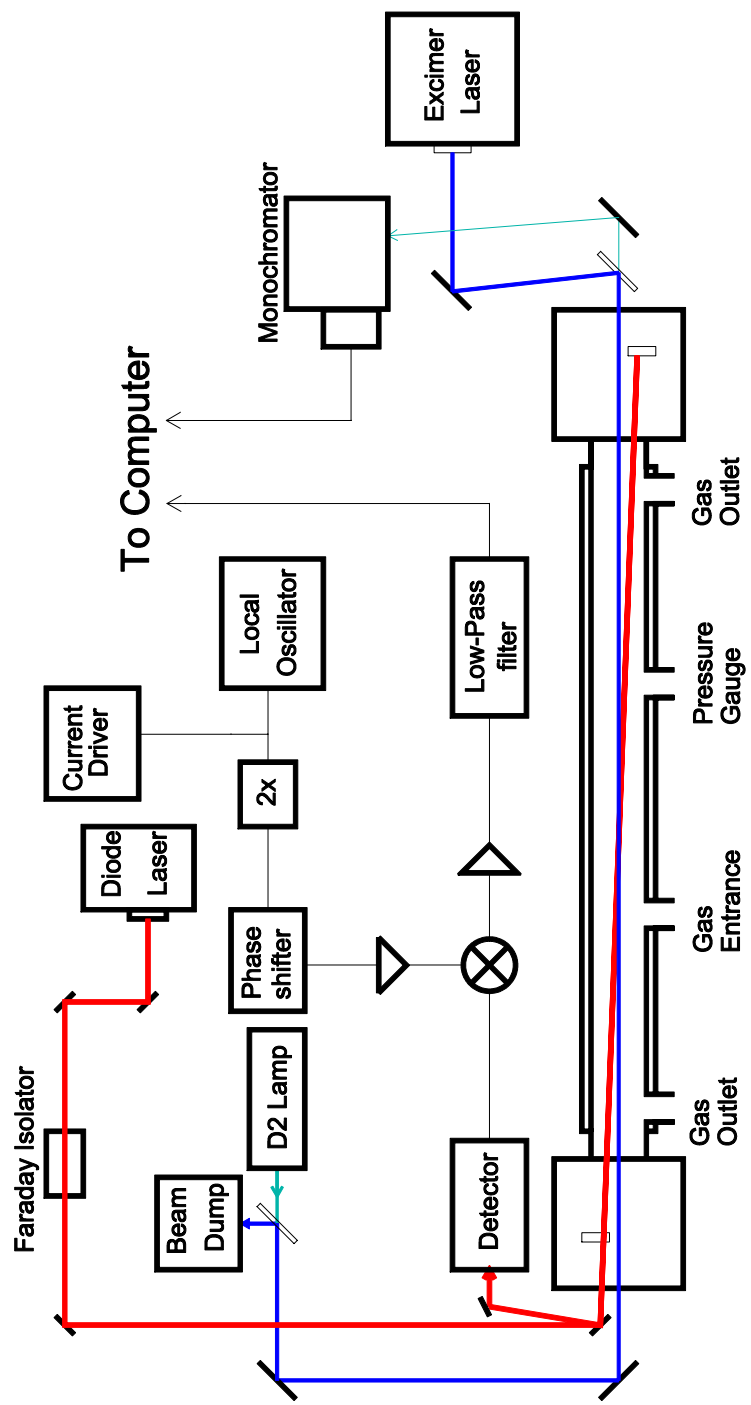 Faraday Isolator
Diode
Laser
Current
Driver
Beam
Dump
D2 Lamp
Phase
shifter
2x
Local
Oscillator
To Computer
Monochromator
Excimer
Laser
Detector
Low-Pass
filter
Gas
Outlet
Gas
Entrance
Pressure
Gauge
Gas
Outlet